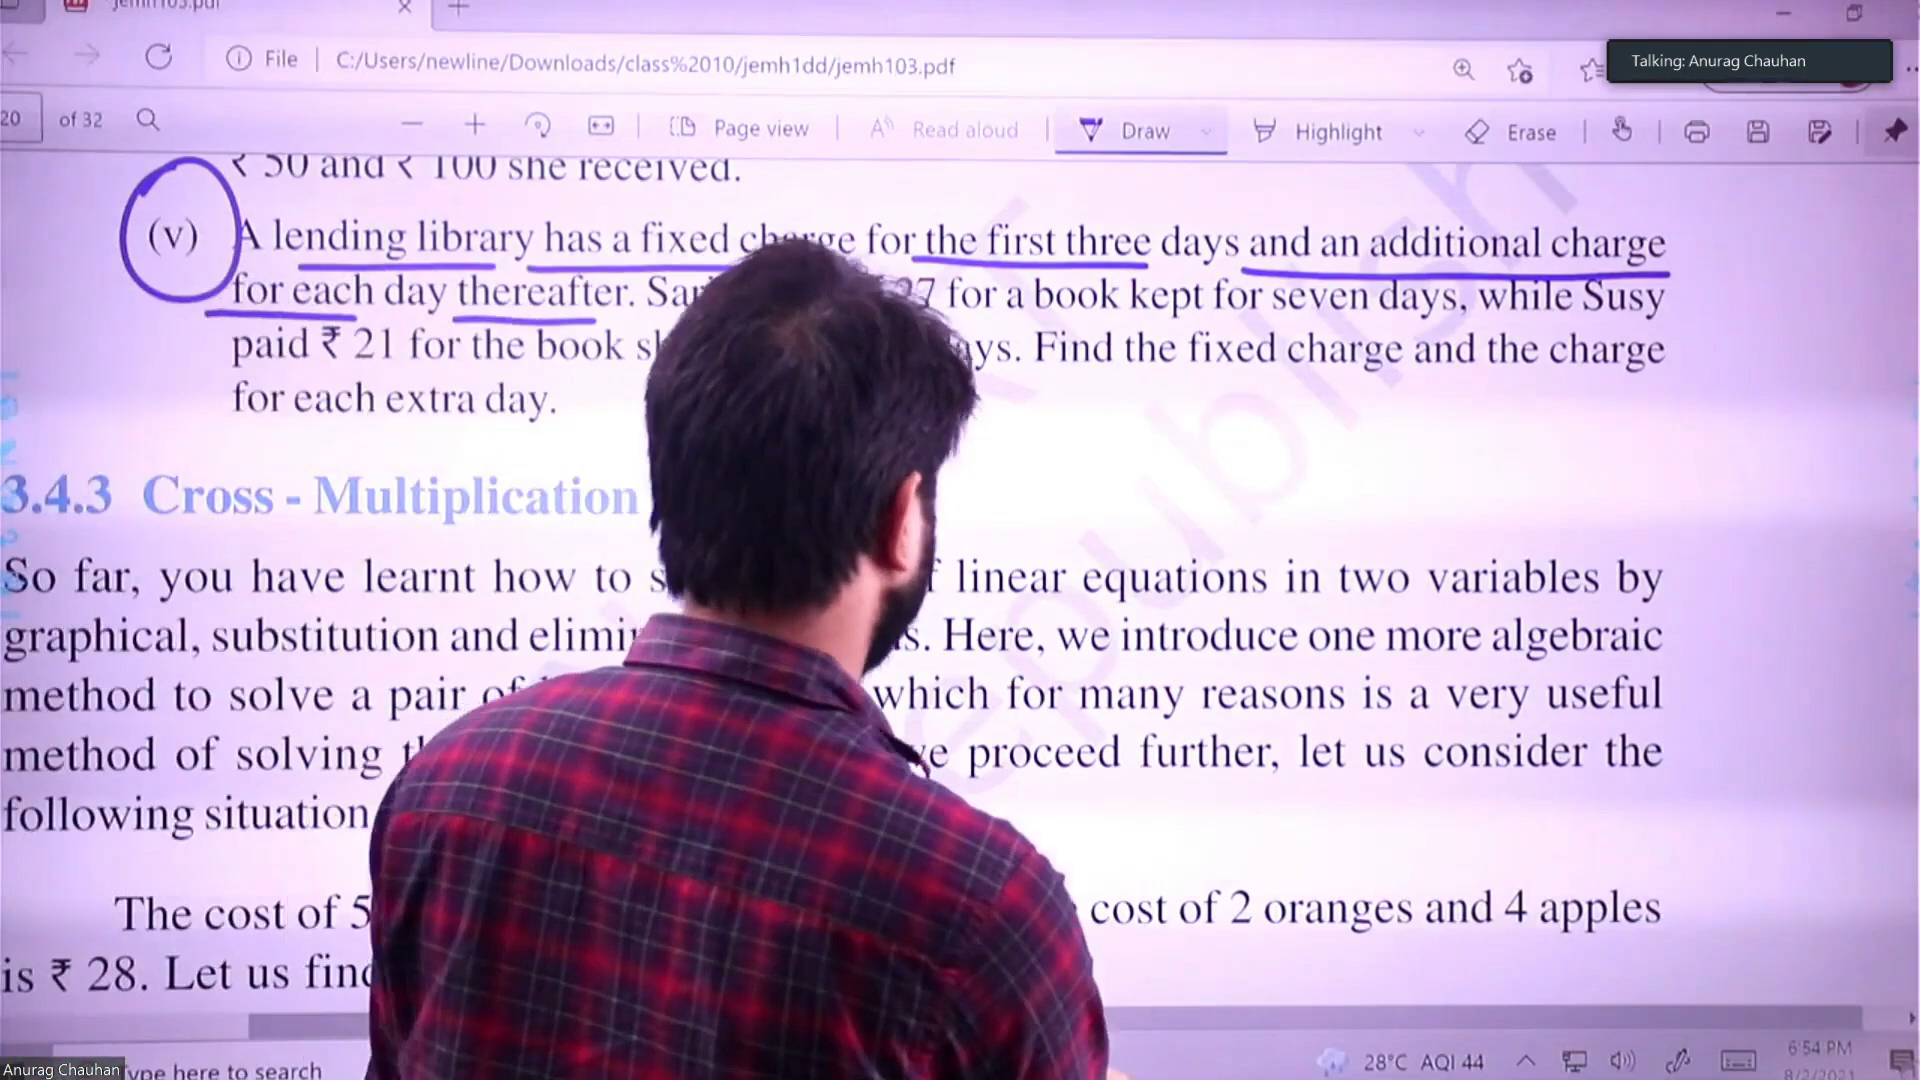 jemh103.pdf
File C:/Users/newline/Downloads/class%2010/jemh1dd/jemh103.pdf
Talking: Anurag Chauhan
20 of 32 Page view Read aloud Draw Highlight Erase
₹ 50 and ₹ 100 she received.
(v) A lending library has a fixed charge for the first three days and an additional charge
for each day thereafter. 27 for a book kept for seven days, while Susy
paid ₹ 21 for the book . Find the fixed charge and the charge
for each extra day.
3.4.3 Cross - Multiplication
So far, you have learnt how to linear equations in two variables by
graphical, substitution and . Here, we introduce one more algebraic
method to solve a pair which for many reasons is a very useful
method of solving proceed further, let us consider the
following situation
The cost of 5 cost of 2 oranges and 4 apples
is ₹ 28. Let us
28°C AQI 44 6:54 PM
Anurag Chauhan ype here to search
8/2/2021